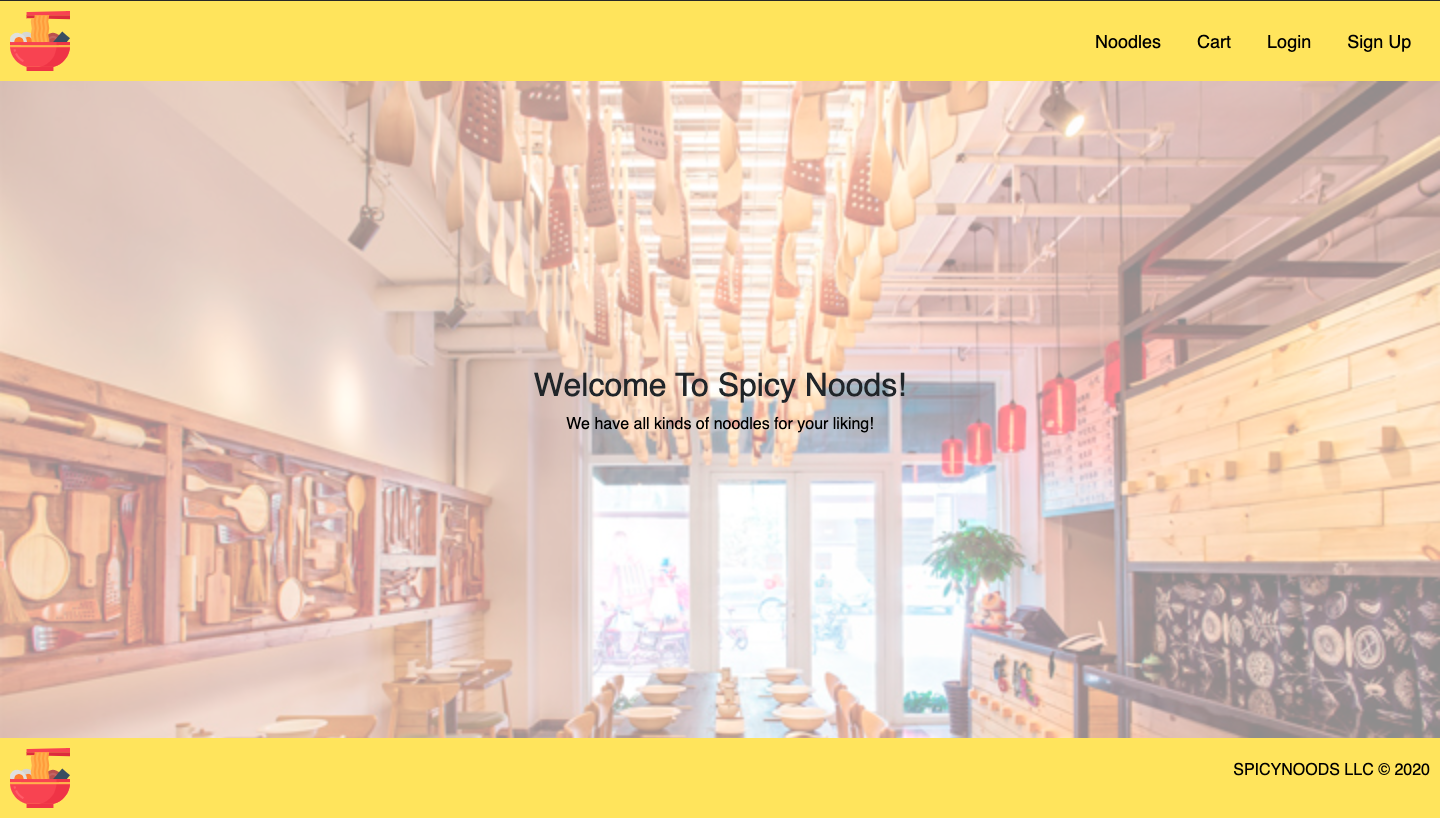 Noodles Cart Login Sign Up
Welcome To Spicy Noods!
We have all kinds of noodles for your liking!
SPICYNOODS LLC © 2020